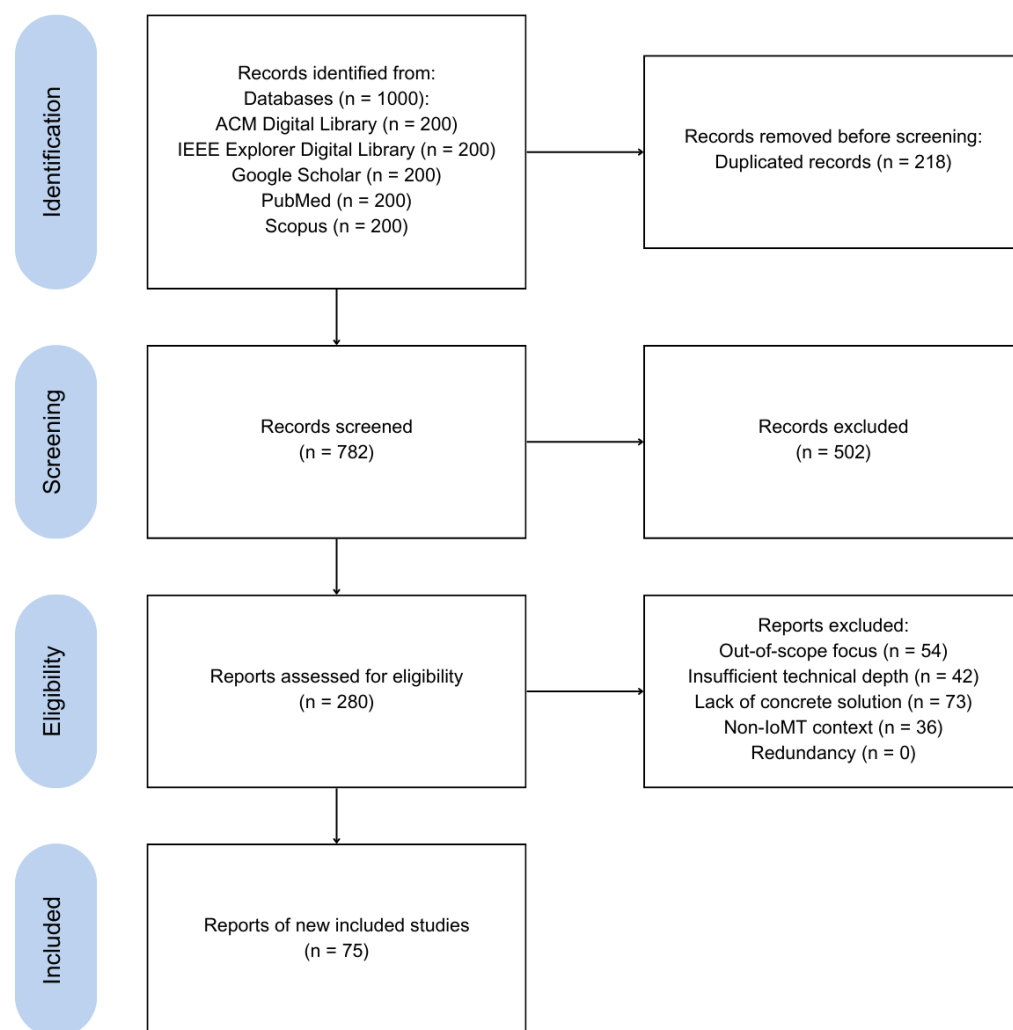 Identification
Records identified from:
Databases (n = 1000):
ACM Digital Library (n = 200)
IEEE Explorer Digital Library (n = 200)
Google Scholar (n = 200)
PubMed (n = 200)
Scopus (n = 200)
Records removed before screening:
Duplicated records (n = 218)
Screening
Records screened
(n = 782)
Records excluded
(n = 502)
Eligibility
Reports assessed for eligibility
(n = 280)
Reports excluded:
Out-of-scope focus (n = 54)
Insufficient technical depth (n = 42)
Lack of concrete solution (n = 73)
Non-IoMT context (n = 36)
Redundancy (n = 0)
Included
Reports of new included studies
(n = 75)